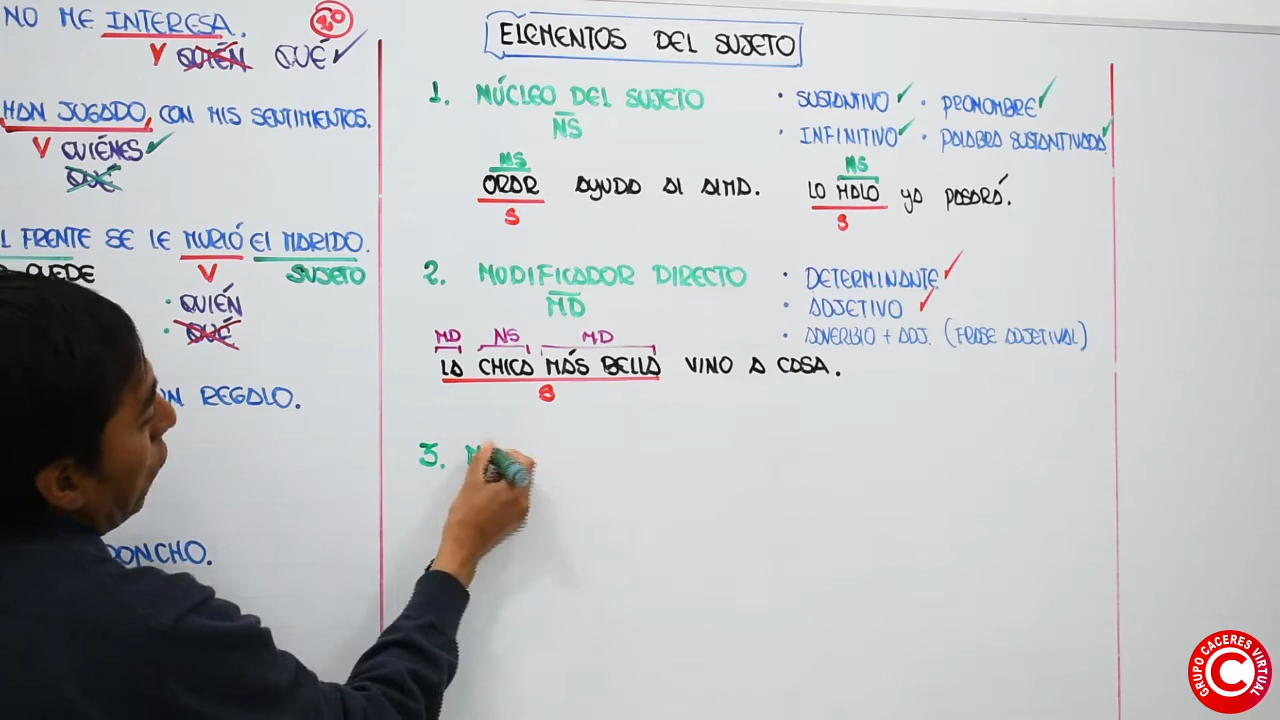 NO ME INTERESA.
20
V QUIÉN QUÉ
HAN JUGADO, CON MIS SENTIMIENTOS.
V QUIÉNES
QUÉ
L FRENTE SE LE MURIÓ EL MARIDO.
V SUJETO
• QUIÉN
• QUÉ
REGALO.
PONCHO.
ELEMENTOS DEL SUJETO
1. NÚCLEO DEL SUJETO
NS
• SUSTANTIVO • PRONOMBRE
• INFINITIVO • PALABRA SUSTANTIVADA
NS
ORAR AYUDA AL ALMA.
S
NS
LO MALO YA PASARÁ.
S
2. MODIFICADOR DIRECTO
MD
• DETERMINANTE
• ADJETIVO
• ADVERBIO + ADJ. (FRASE ADJETIVAL)
MD NS MD
LA CHICA MÁS BELLA VINO A CASA.
S
3. M
GRUPO CACERES VIRTUAL
C